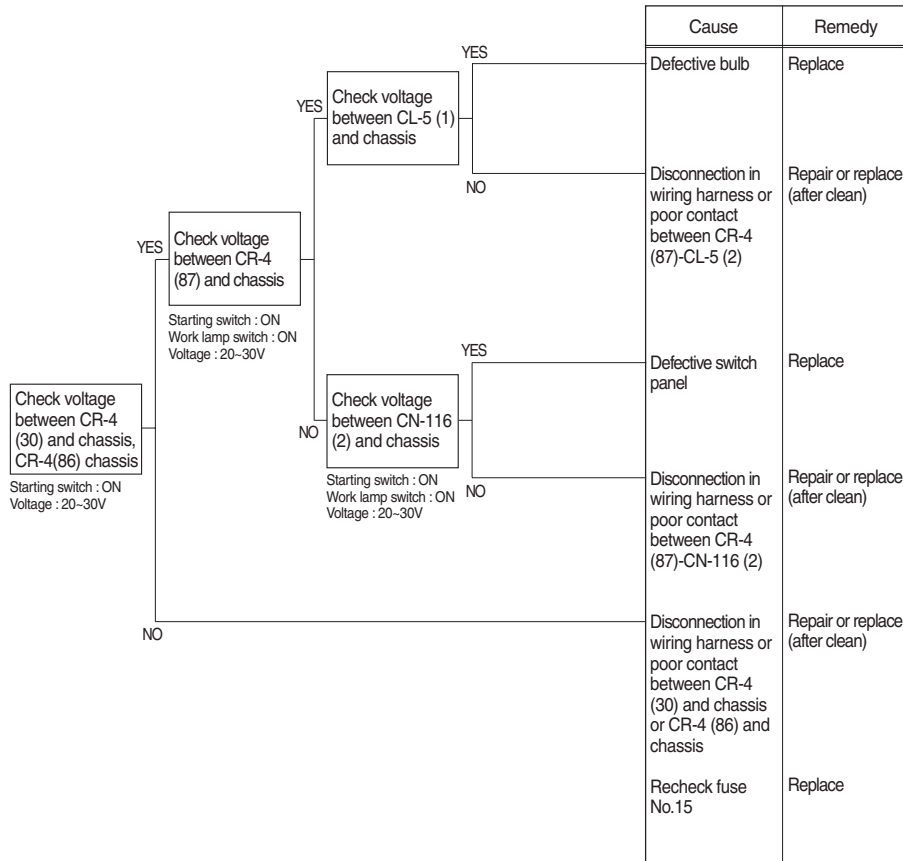 Cause
Remedy
YES
Defective bulb
Replace
YES
Check voltage
between CL-5 (1)
and chassis
NO
Disconnection in
wiring harness or
poor contact
between CR-4
(87)-CL-5 (2)
Repair or replace
(after clean)
YES
Check voltage
between CR-4
(87) and chassis
Starting switch : ON
Work lamp switch : ON
Voltage : 20~30V
YES
Defective switch
panel
Replace
NO
Check voltage
between CN-116
(2) and chassis
Starting switch : ON
Work lamp switch : ON
Voltage : 20~30V
NO
Disconnection in
wiring harness or
poor contact
between CR-4
(87)-CN-116 (2)
Repair or replace
(after clean)
Check voltage
between CR-4
(30) and chassis,
CR-4(86) chassis
Starting switch : ON
Voltage : 20~30V
NO
Disconnection in
wiring harness or
poor contact
between CR-4
(30) and chassis
or CR-4 (86) and
chassis
Repair or replace
(after clean)
Recheck fuse
No.15
Replace